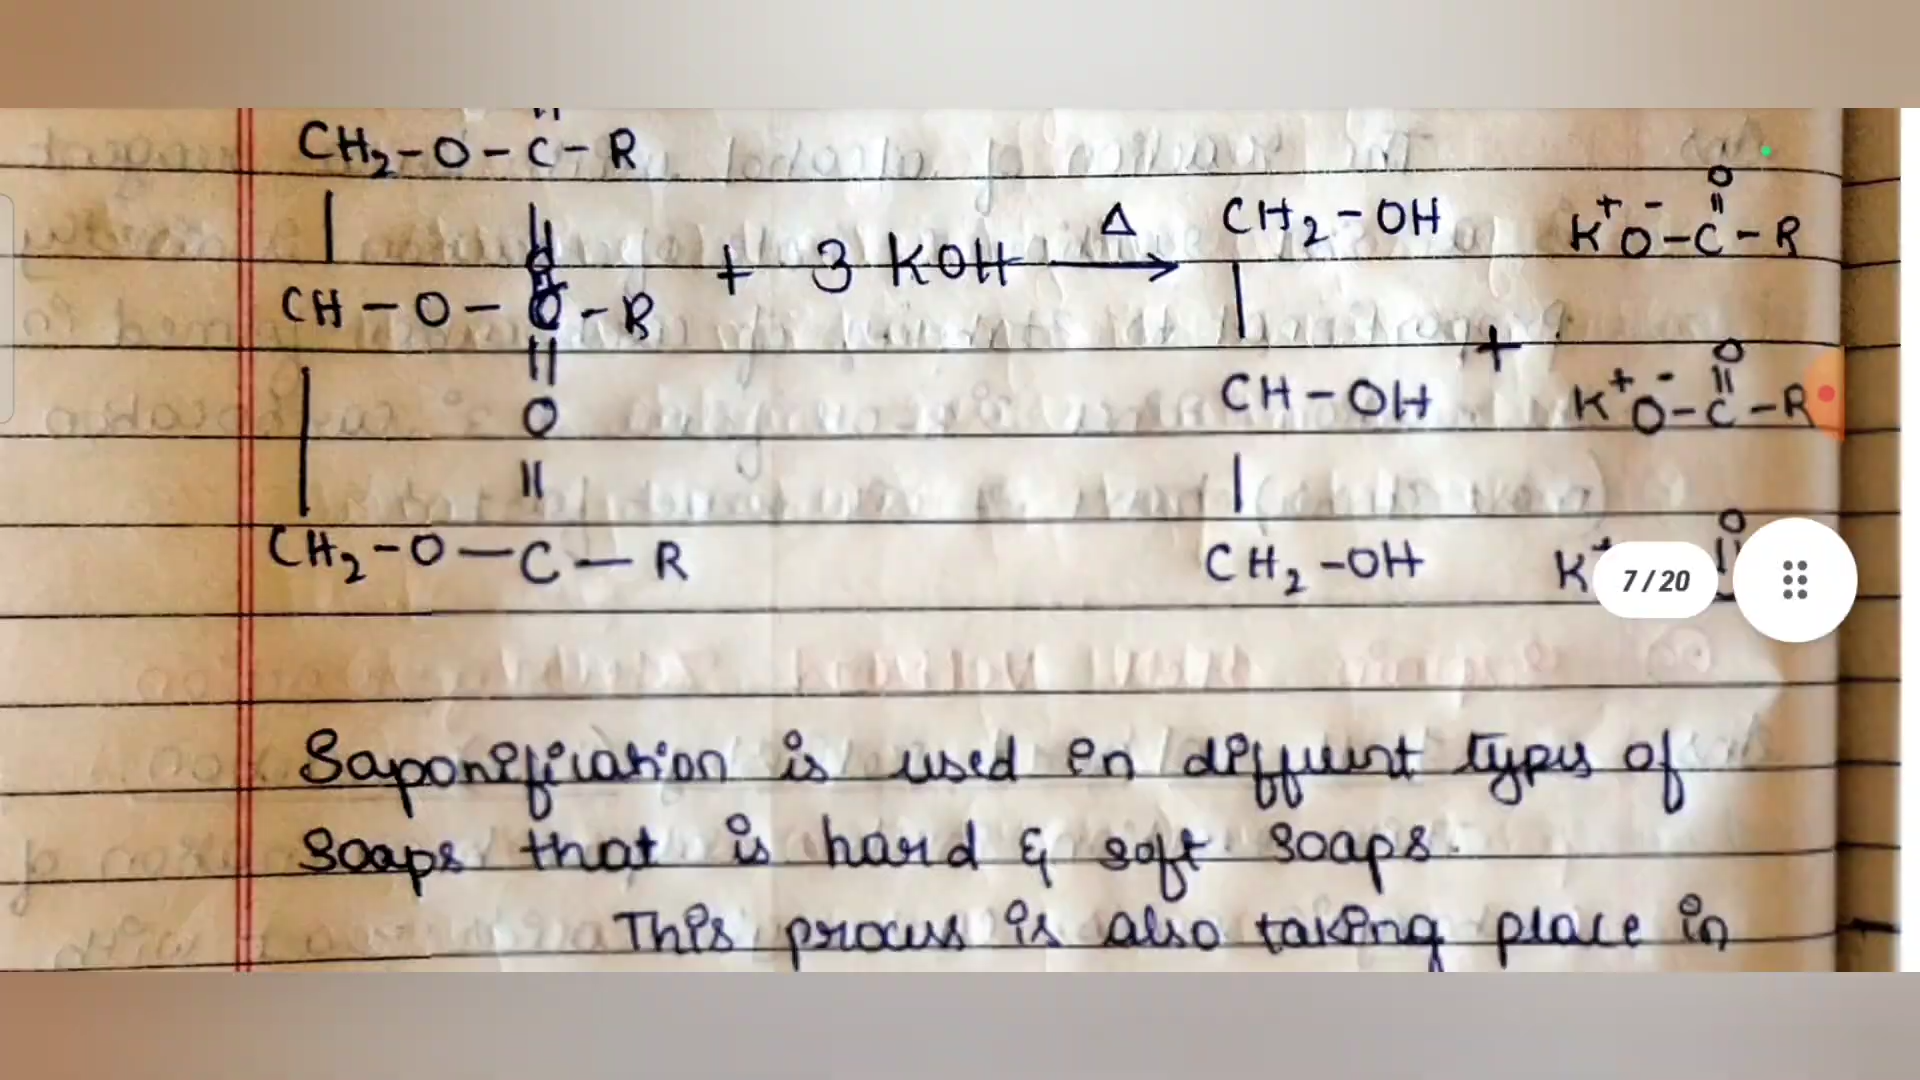 CH₂-O-C-R
CH-O-C-R + 3 KOH →Δ CH₂-OH K⁺O⁻-C-R
O
||
O
CH-OH + K⁺O⁻-C-R
O
||
O
||
CH₂-O-C-R CH₂-OH K⁺
O
7/20
Saponification is used in different types of
soaps that is hard & soft soaps.
This process is also taking place in